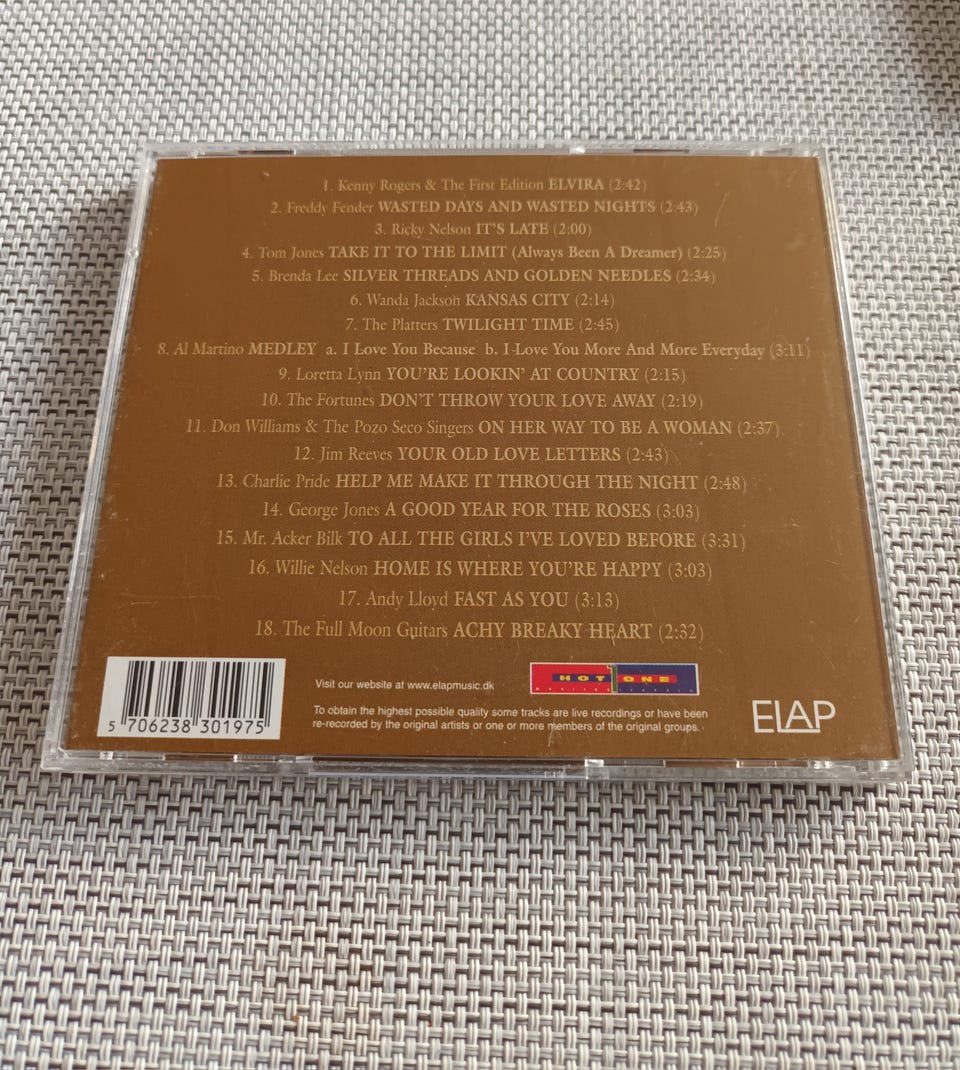 1. Kenny Rogers & The First Edition ELVIRA (2:42)
2. Freddy Fender WASTED DAYS AND WASTED NIGHTS (2:43)
3. Ricky Nelson IT'S LATE (2:00)
4. Tom Jones TAKE IT TO THE LIMIT (Always Been A Dreamer) (2:25)
5. Brenda Lee SILVER THREADS AND GOLDEN NEEDLES (2:34)
6. Wanda Jackson KANSAS CITY (2:14)
7. The Platters TWILIGHT TIME (2:45)
8. Al Martino MEDLEY a. I Love You Because b. I Love You More And More Everyday (3:11)
9. Loretta Lynn YOU'RE LOOKIN' AT COUNTRY (2:15)
10. The Fortunes DON'T THROW YOUR LOVE AWAY (2:19)
11. Don Williams & The Pozo Seco Singers ON HER WAY TO BE A WOMAN (2:37)
12. Jim Reeves YOUR OLD LOVE LETTERS (2:43)
13. Charlie Pride HELP ME MAKE IT THROUGH THE NIGHT (2:48)
14. George Jones A GOOD YEAR FOR THE ROSES (3:03)
15. Mr. Acker Bilk TO ALL THE GIRLS I'VE LOVED BEFORE (3:31)
16. Willie Nelson HOME IS WHERE YOU'RE HAPPY (3:03)
17. Andy Lloyd FAST AS YOU (3:13)
18. The Full Moon Guitars ACHY BREAKY HEART (2:32)
5 706238 301975
Visit our website at www.elapmusic.dk
HOT ONE
To obtain the highest possible quality some tracks are live recordings or have been
re-recorded by the original artists or one or more members of the original groups.
ELAP